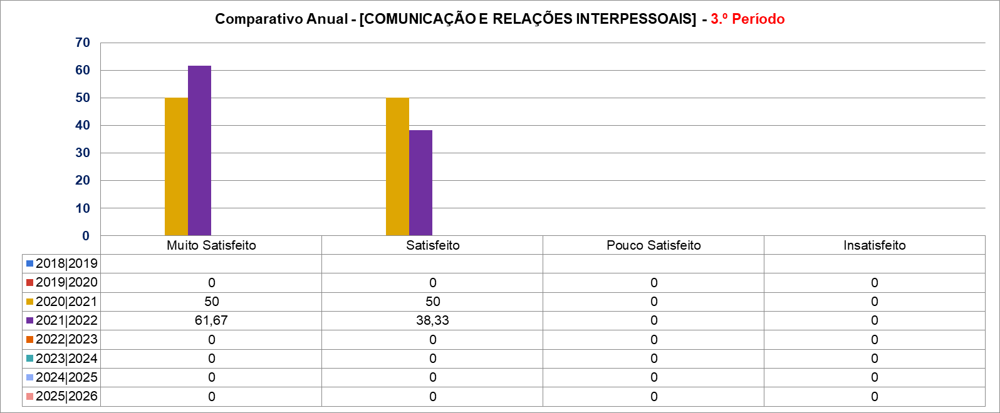 Comparativo Anual - [COMUNICAÇÃO E RELAÇÕES INTERPESSOAIS] - 3.º Período
70
60
50
40
30
20
10
0
Muito Satisfeito Satisfeito Pouco Satisfeito Insatisfeito
2018|2019
2019|2020 0 0 0 0
2020|2021 50 50 0 0
2021|2022 61,67 38,33 0 0
2022|2023 0 0 0 0
2023|2024 0 0 0 0
2024|2025 0 0 0 0
2025|2026 0 0 0 0